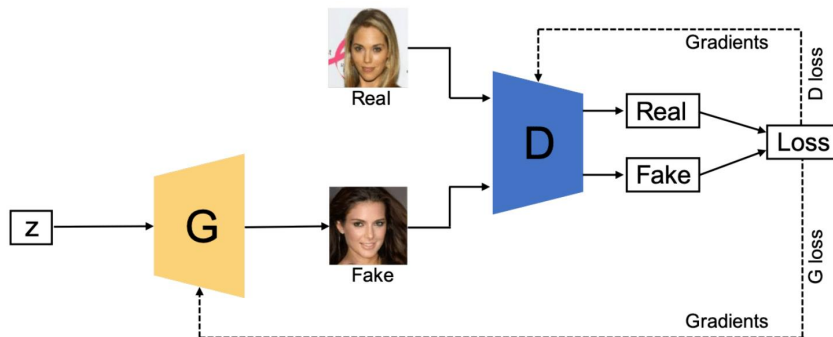 Real
Gradients
D loss
D
Real
Loss
Fake
z
G
Fake
G loss
Gradients